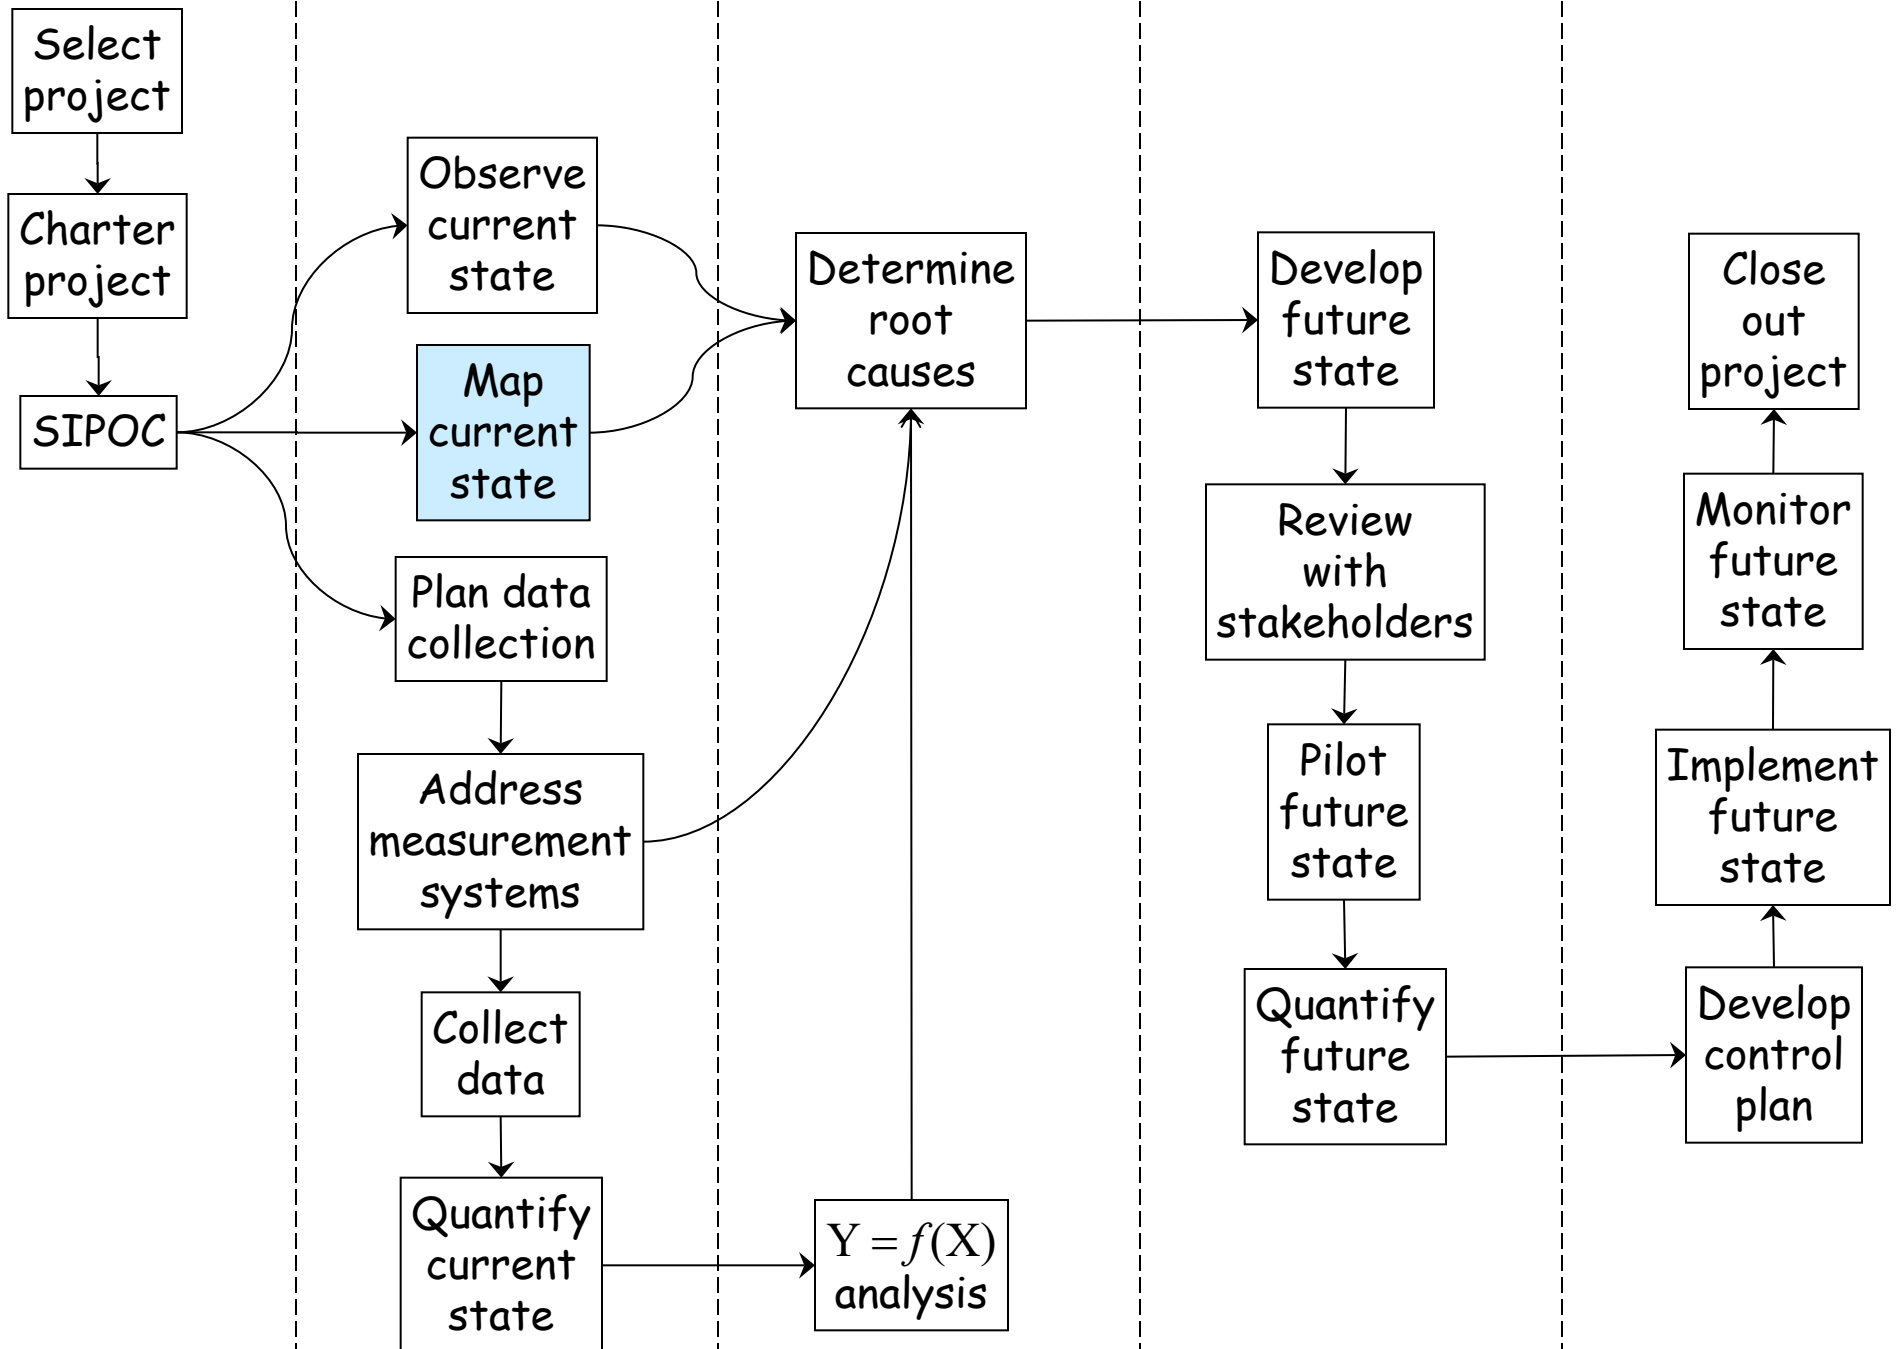 Select
project
Charter
project
SIPOC
Observe
current
state
Map
current
state
Plan data
collection
Address
measurement
systems
Collect
data
Quantify
current
state
Determine
root
causes
Y = f(X)
analysis
Develop
future
state
Review
with
stakeholders
Pilot
future
state
Quantify
future
state
Close
out
project
Monitor
future
state
Implement
future
state
Develop
control
plan